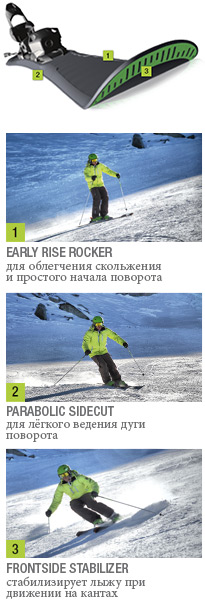 1
2
3
1
EARLY RISE ROCKER
для облегчения скольжения
и простого начала поворота
2
PARABOLIC SIDECUT
для лёгкого ведения дуги
поворота
3
FRONTSIDE STABILIZER
стабилизирует лыжу при
движении на кантах